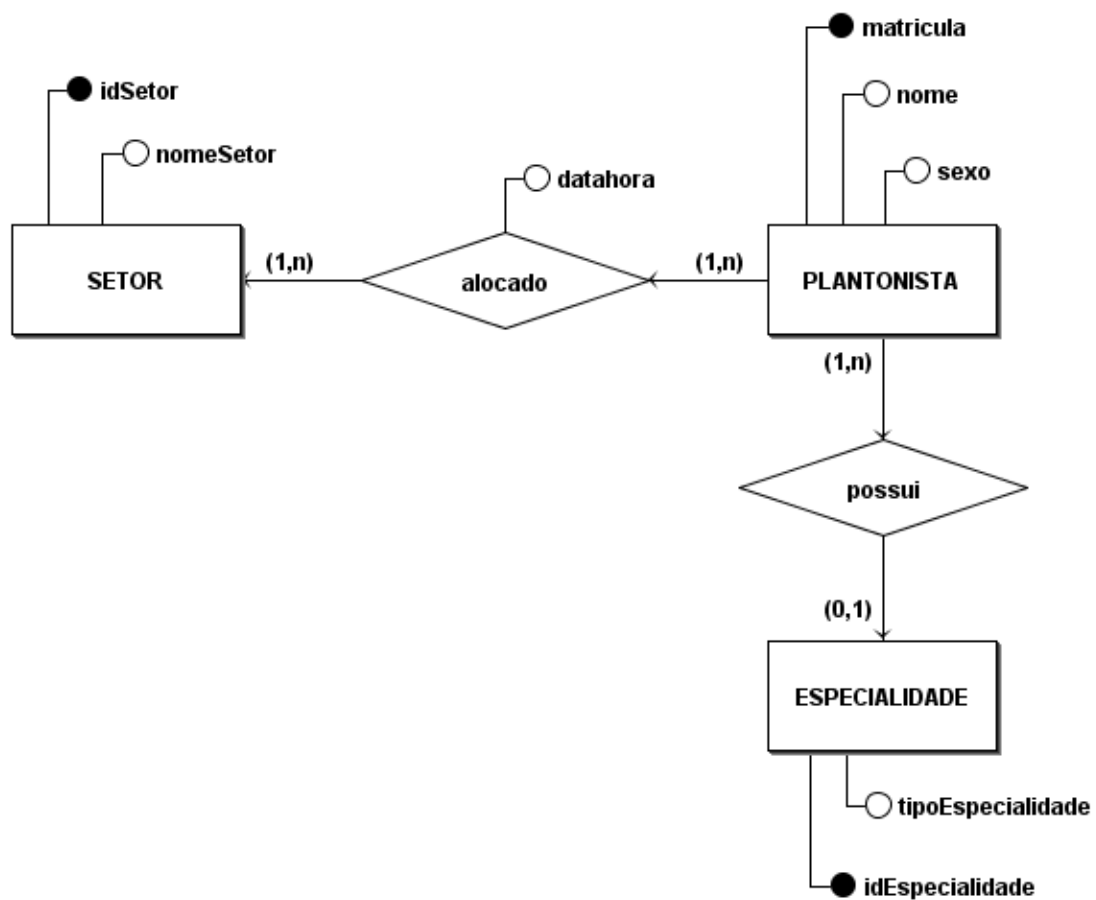 matricula
idSetor
nome
nomeSetor
datahora
sexo
(1,n)
(1,n)
SETOR
alocado
PLANTONISTA
(1,n)
possui
(0,1)
ESPECIALIDADE
tipoEspecialidade
idEspecialidade